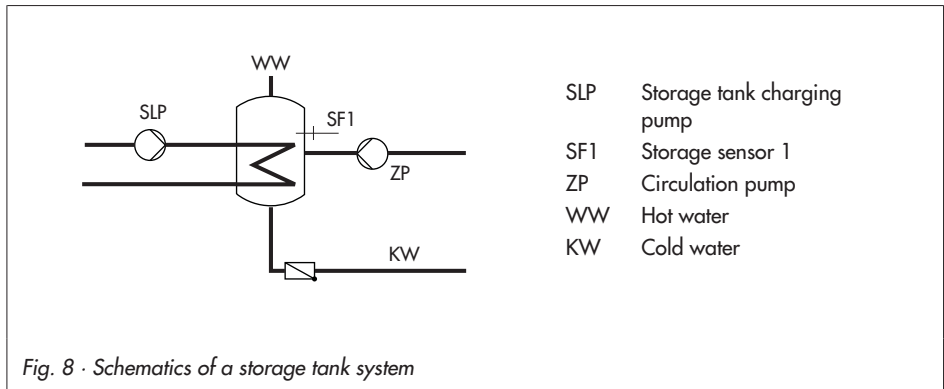 WW
SLP
SF1
ZP
KW
SLP Storage tank charging
pump
SF1 Storage sensor 1
ZP Circulation pump
WW Hot water
KW Cold water
Fig. 8 · Schematics of a storage tank system